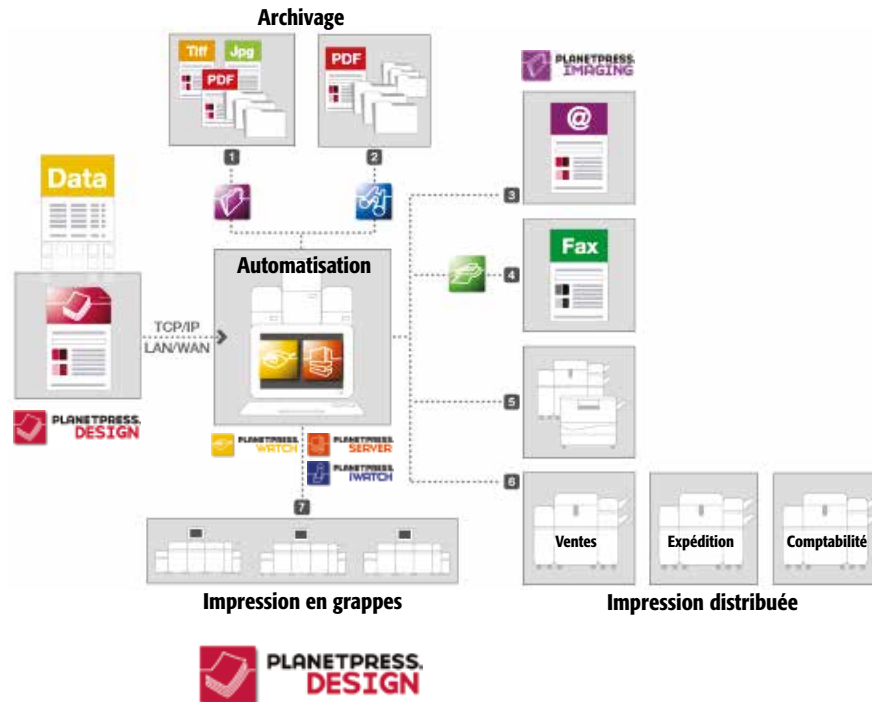 Archivage
Tiff
Jpg
PDF
PDF
PLANETPRESS.
IMAGING
@
1
2
3
Data
Fax
Automatisation
4
TCP/IP
LAN/WAN
PLANETPRESS.
DESIGN
5
PLANETPRESS.
WATCH
PLANETPRESS.
SERVER
PLANETPRESS.
IWATCH
6
7
Ventes
Expédition
Comptabilité
Impression en grappes
Impression distribuée
PLANETPRESS.
DESIGN